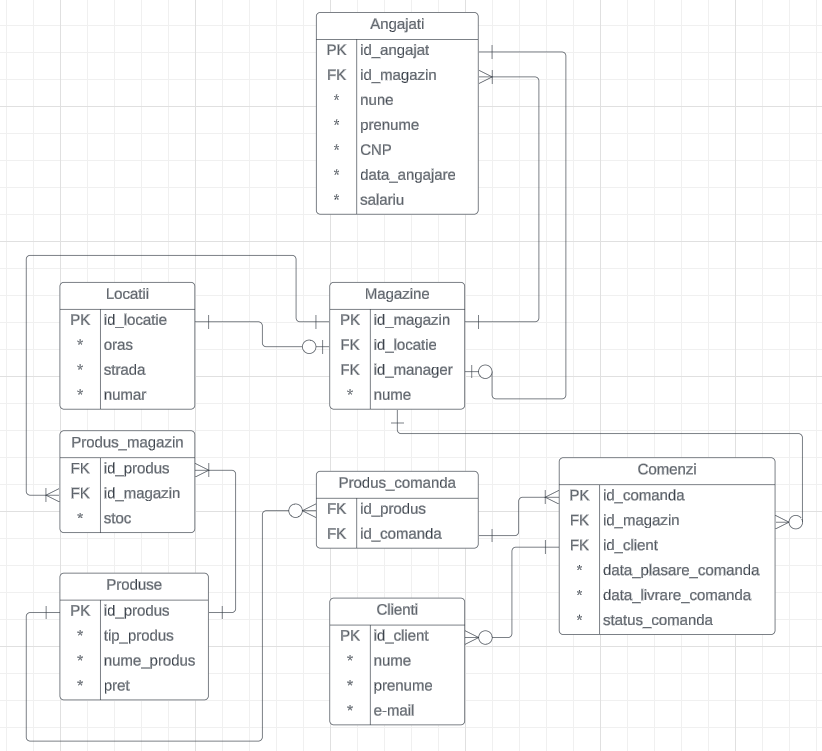 Angajati
PK id_angajat
FK id_magazin
* nune
* prenume
* CNP
* data_angajare
* salariu
Locatii
PK id_locatie
* oras
* strada
* numar
Magazine
PK id_magazin
FK id_locatie
FK id_manager
* nume
Produs_magazin
FK id_produs
FK id_magazin
* stoc
Produs_comanda
FK id_produs
FK id_comanda
Comenzi
PK id_comanda
FK id_magazin
FK id_client
* data_plasare_comanda
* data_livrare_comanda
* status_comanda
Produse
PK id_produs
* tip_produs
* nume_produs
* pret
Clienti
PK id_client
* nume
* prenume
* e-mail